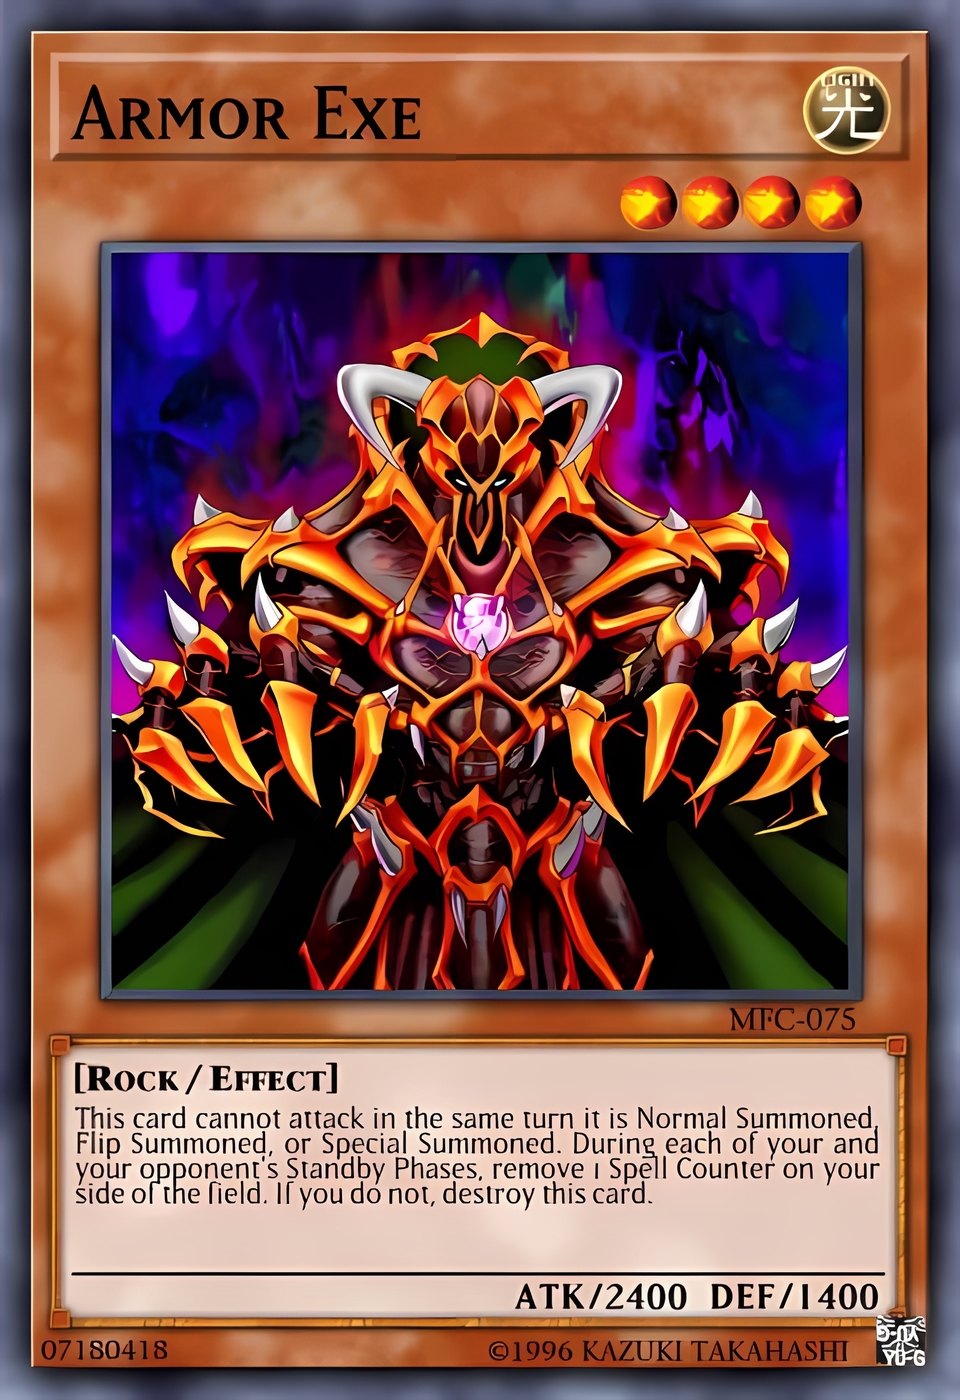 ARMOR EXE
光
MFC-075
[ROCK / EFFECT]
This card cannot attack in the same turn it is Normal Summoned,
Flip Summoned, or Special Summoned. During each of your and
your opponent's Standby Phases, remove 1 Spell Counter on your
side of the field. If you do not, destroy this card.
ATK/2400 DEF/1400
07180418
©1996 KAZUKI TAKAHASHI